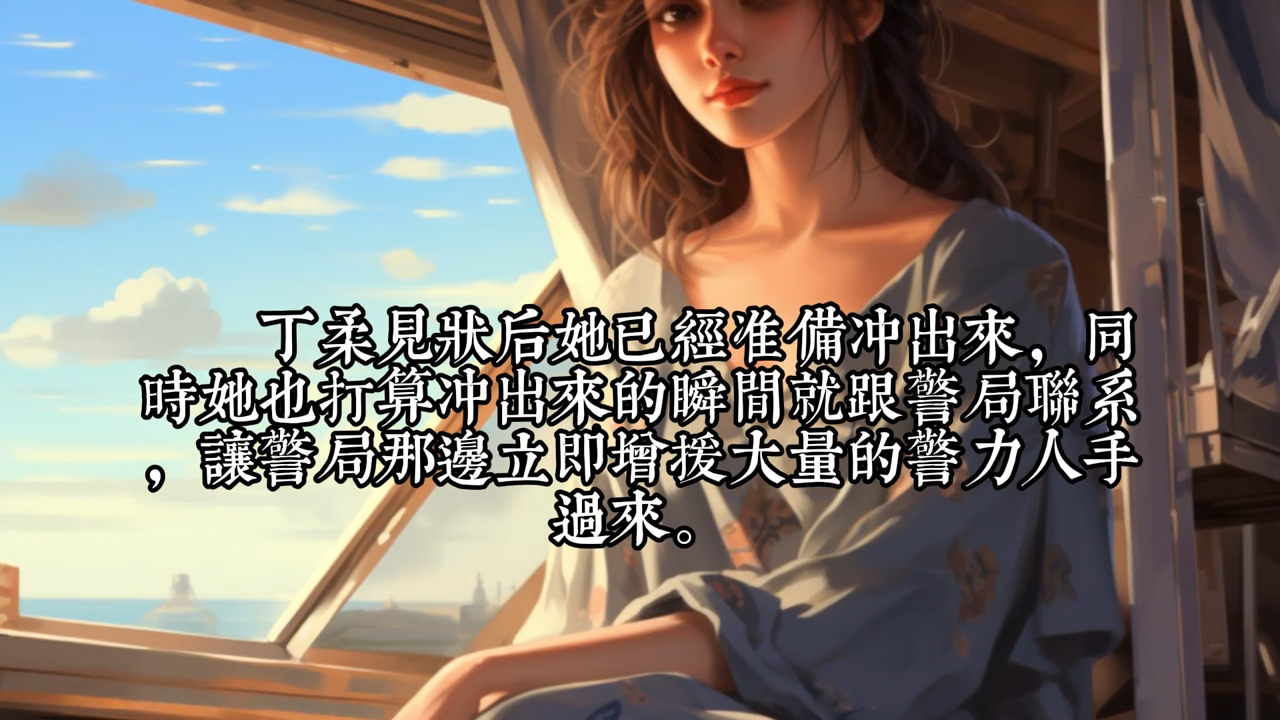 丁柔見狀后她已經准備冲出來，同
時她也打算冲出來的瞬間就跟警局聯系
，讓警局那邊立即增援大量的警力人手
過來。